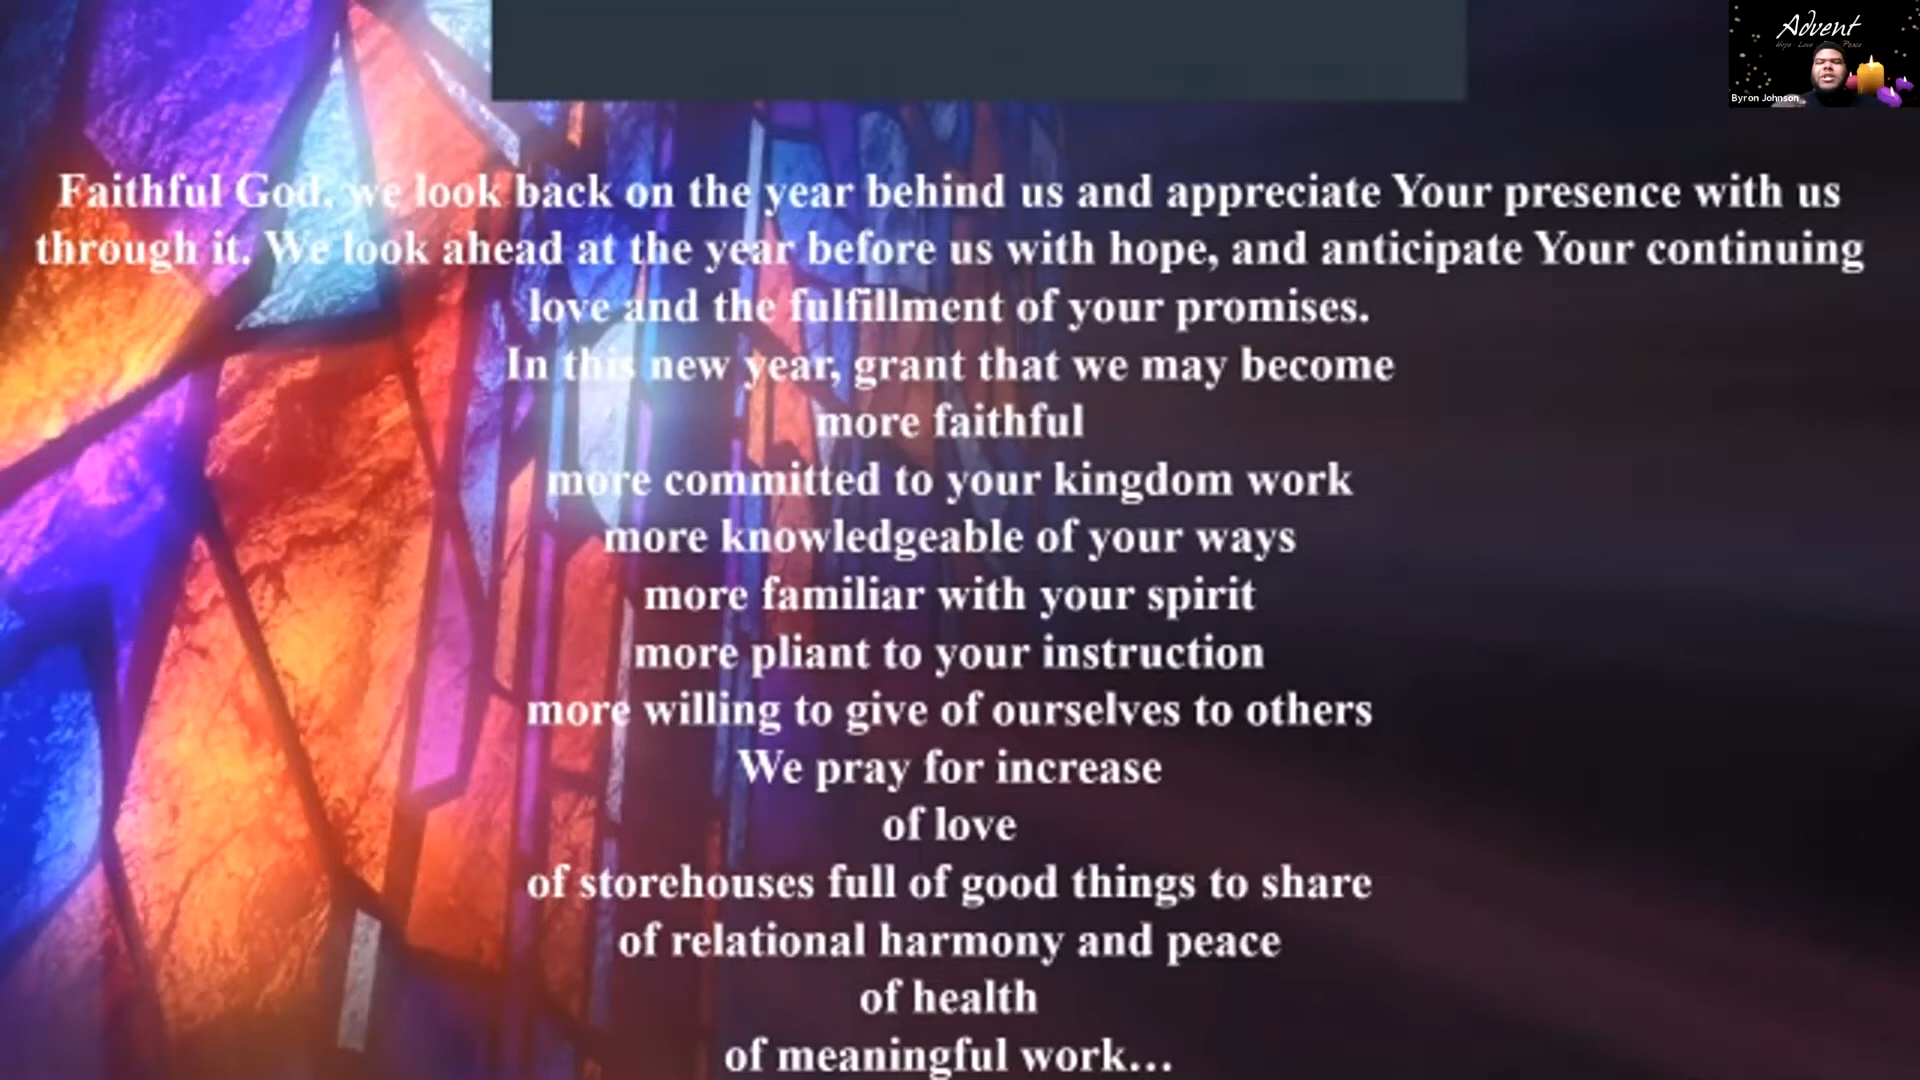 Advent
Hope Love Peace
Byron Johnson
Faithful God, we look back on the year behind us and appreciate Your presence with us
through it. We look ahead at the year before us with hope, and anticipate Your continuing
love and the fulfillment of your promises.
In this new year, grant that we may become
more faithful
more committed to your kingdom work
more knowledgeable of your ways
more familiar with your spirit
more pliant to your instruction
more willing to give of ourselves to others
We pray for increase
of love
of storehouses full of good things to share
of relational harmony and peace
of health
of meaningful work...